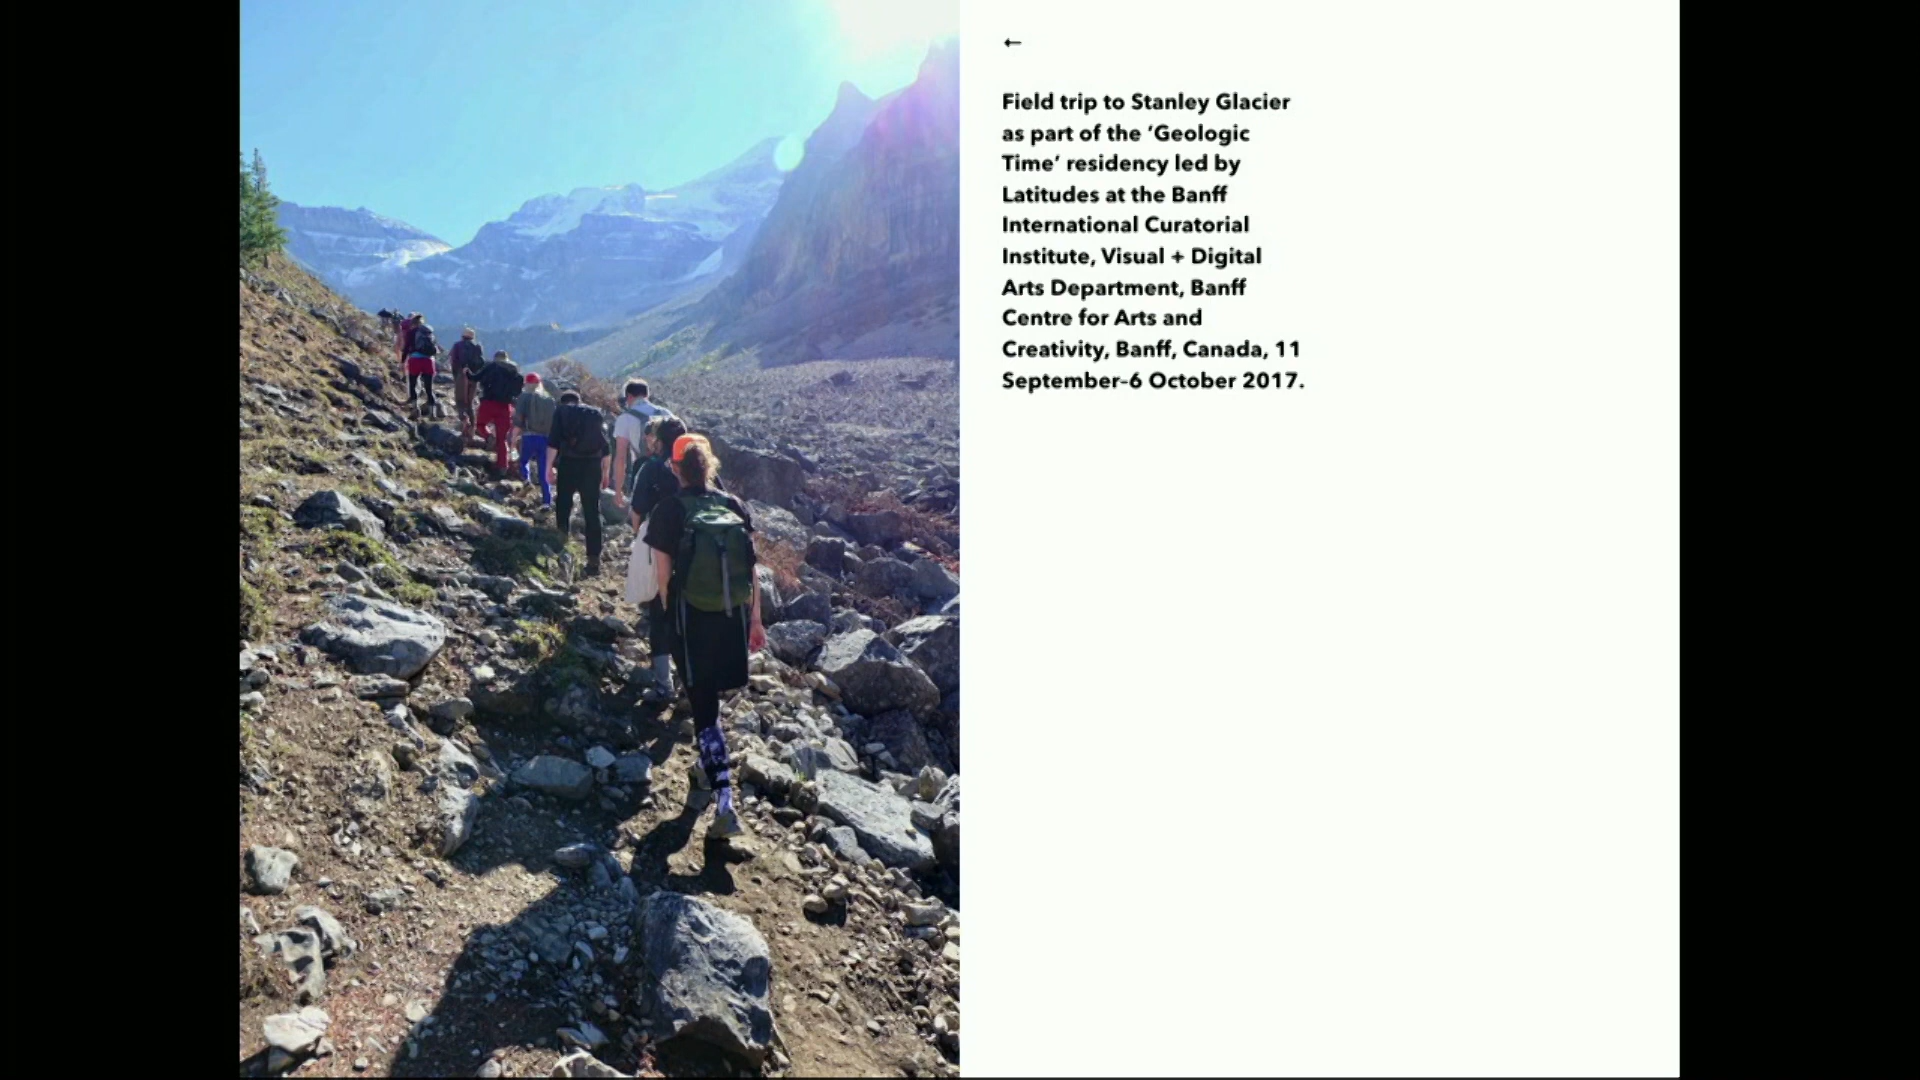 ←
Field trip to Stanley Glacier
as part of the ‘Geologic
Time’ residency led by
Latitudes at the Banff
International Curatorial
Institute, Visual + Digital
Arts Department, Banff
Centre for Arts and
Creativity, Banff, Canada, 11
September-6 October 2017.